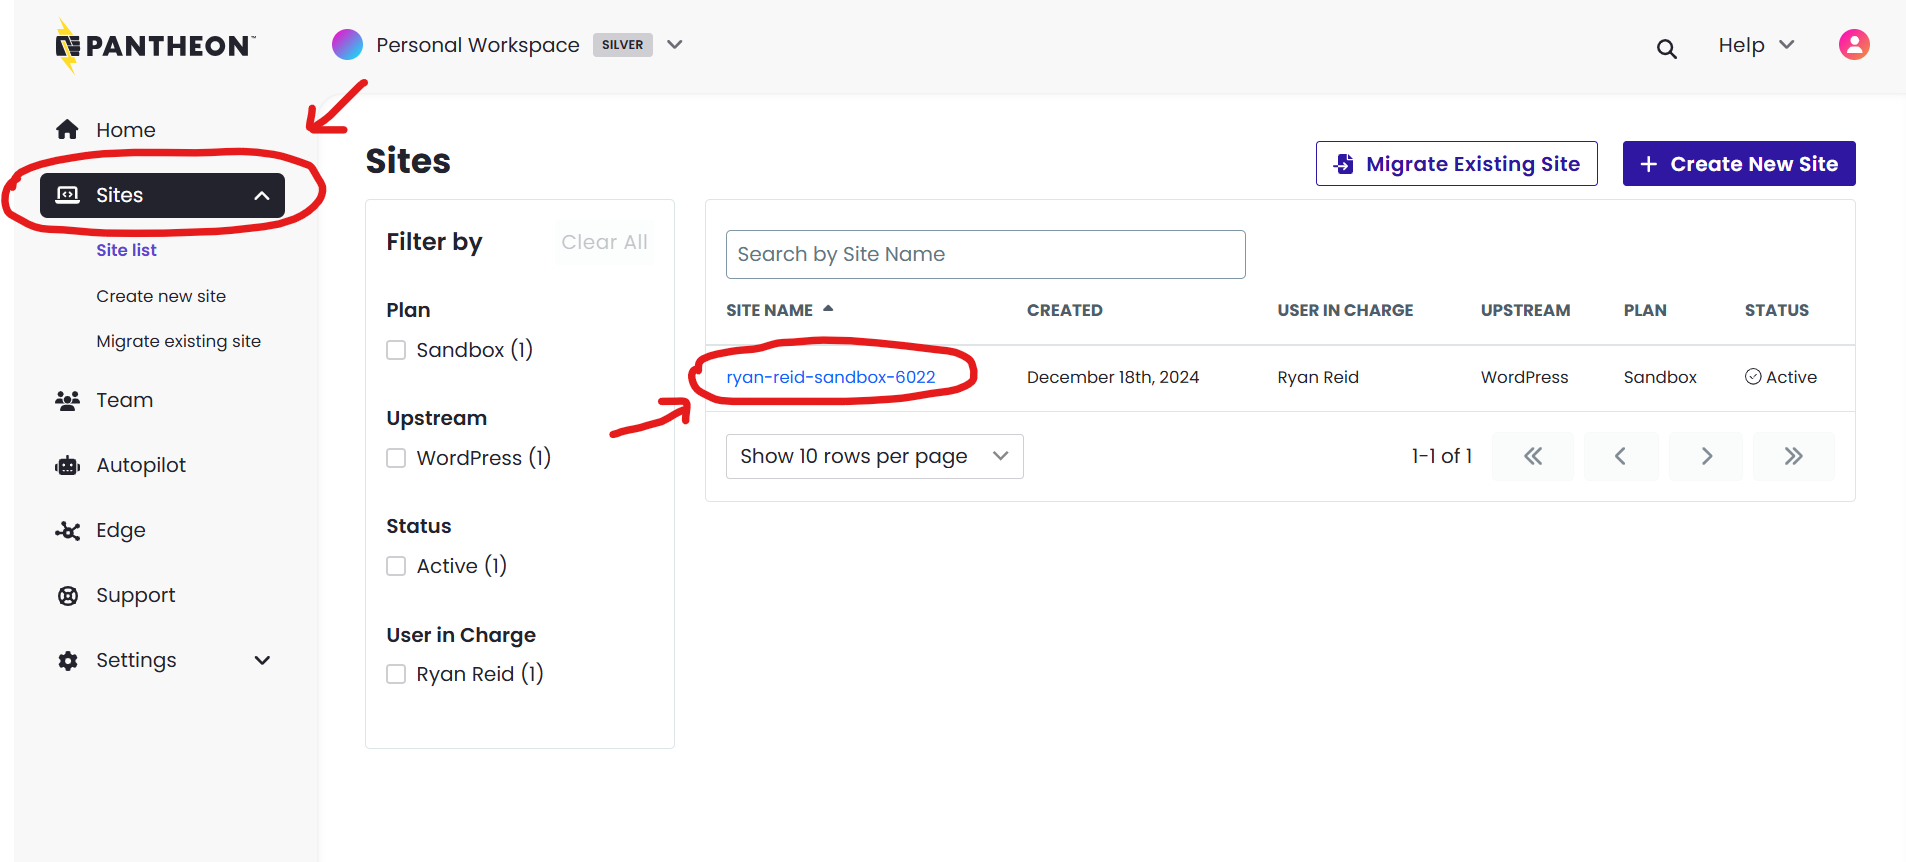 PANTHEON™
Personal Workspace SILVER
Help
Home
Sites
Site list
Create new site
Migrate existing site
Team
Autopilot
Edge
Support
Settings
Sites
Migrate Existing Site
+ Create New Site
Filter by Clear All
Plan
Sandbox (1)
Upstream
WordPress (1)
Status
Active (1)
User in Charge
Ryan Reid (1)
Search by Site Name
SITE NAME CREATED USER IN CHARGE UPSTREAM PLAN STATUS
ryan-reid-sandbox-6022 December 18th, 2024 Ryan Reid WordPress Sandbox Active
Show 10 rows per page 1-1 of 1